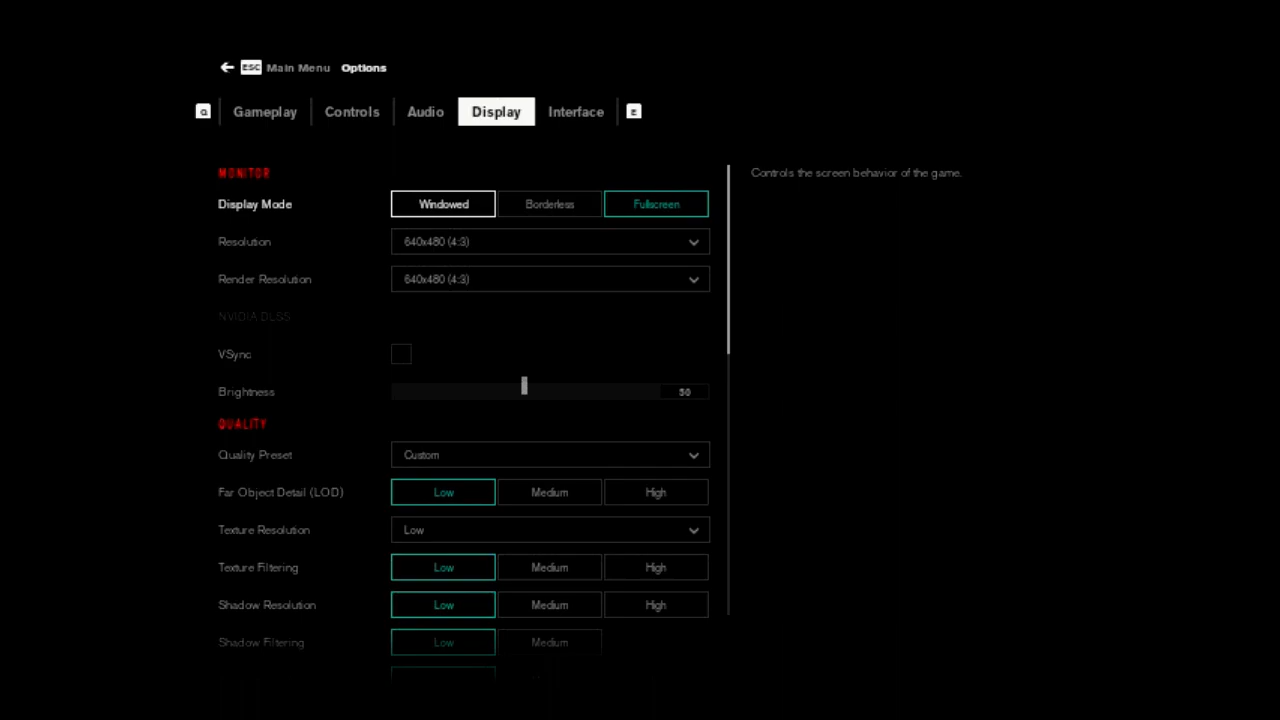 ESC Main Menu Options
Q Gameplay Controls Audio Display Interface E
MONITOR
Controls the screen behavior of the game.
Display Mode Windowed Borderless Fullscreen
Resolution 640x480 (4:3)
Render Resolution 640x480 (4:3)
NVIDIA DLSS
VSync
Brightness 50
QUALITY
Quality Preset Custom
Far Object Detail (LOD) Low Medium High
Texture Resolution Low
Texture Filtering Low Medium High
Shadow Resolution Low Medium High
Shadow Filtering Low Medium